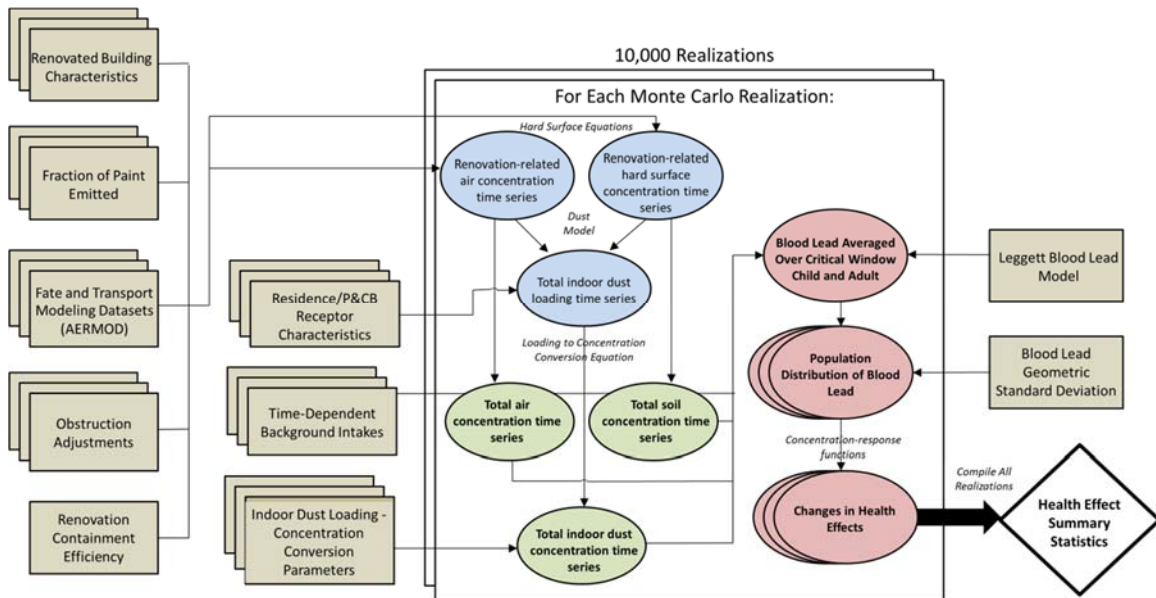 Renovated Building
Characteristics
Fraction of Paint
Emitted
Fate and Transport
Modeling Datasets
(AERMOD)
Obstruction
Adjustments
Renovation
Containment
Efficiency
Residence/P&CB
Receptor
Characteristics
Time-Dependent
Background Intakes
Indoor Dust Loading -
Concentration
Conversion
Parameters
10,000 Realizations
For Each Monte Carlo Realization:
Hard Surface Equations
Renovation-related
air concentration
time series
Renovation-related
hard surface
concentration time
series
Dust
Model
Total indoor dust
loading time series
Loading to Concentration
Conversion Equation
Total air
concentration time
series
Total soil
concentration time
series
Total indoor dust
concentration time
series
Blood Lead Averaged
Over Critical Window
Child and Adult
Population
Distribution of Blood
Lead
Concentration-response
functions
Changes in Health
Effects
Leggett Blood Lead
Model
Blood Lead
Geometric
Standard Deviation
Compile All
Realizations
Health Effect
Summary
Statistics